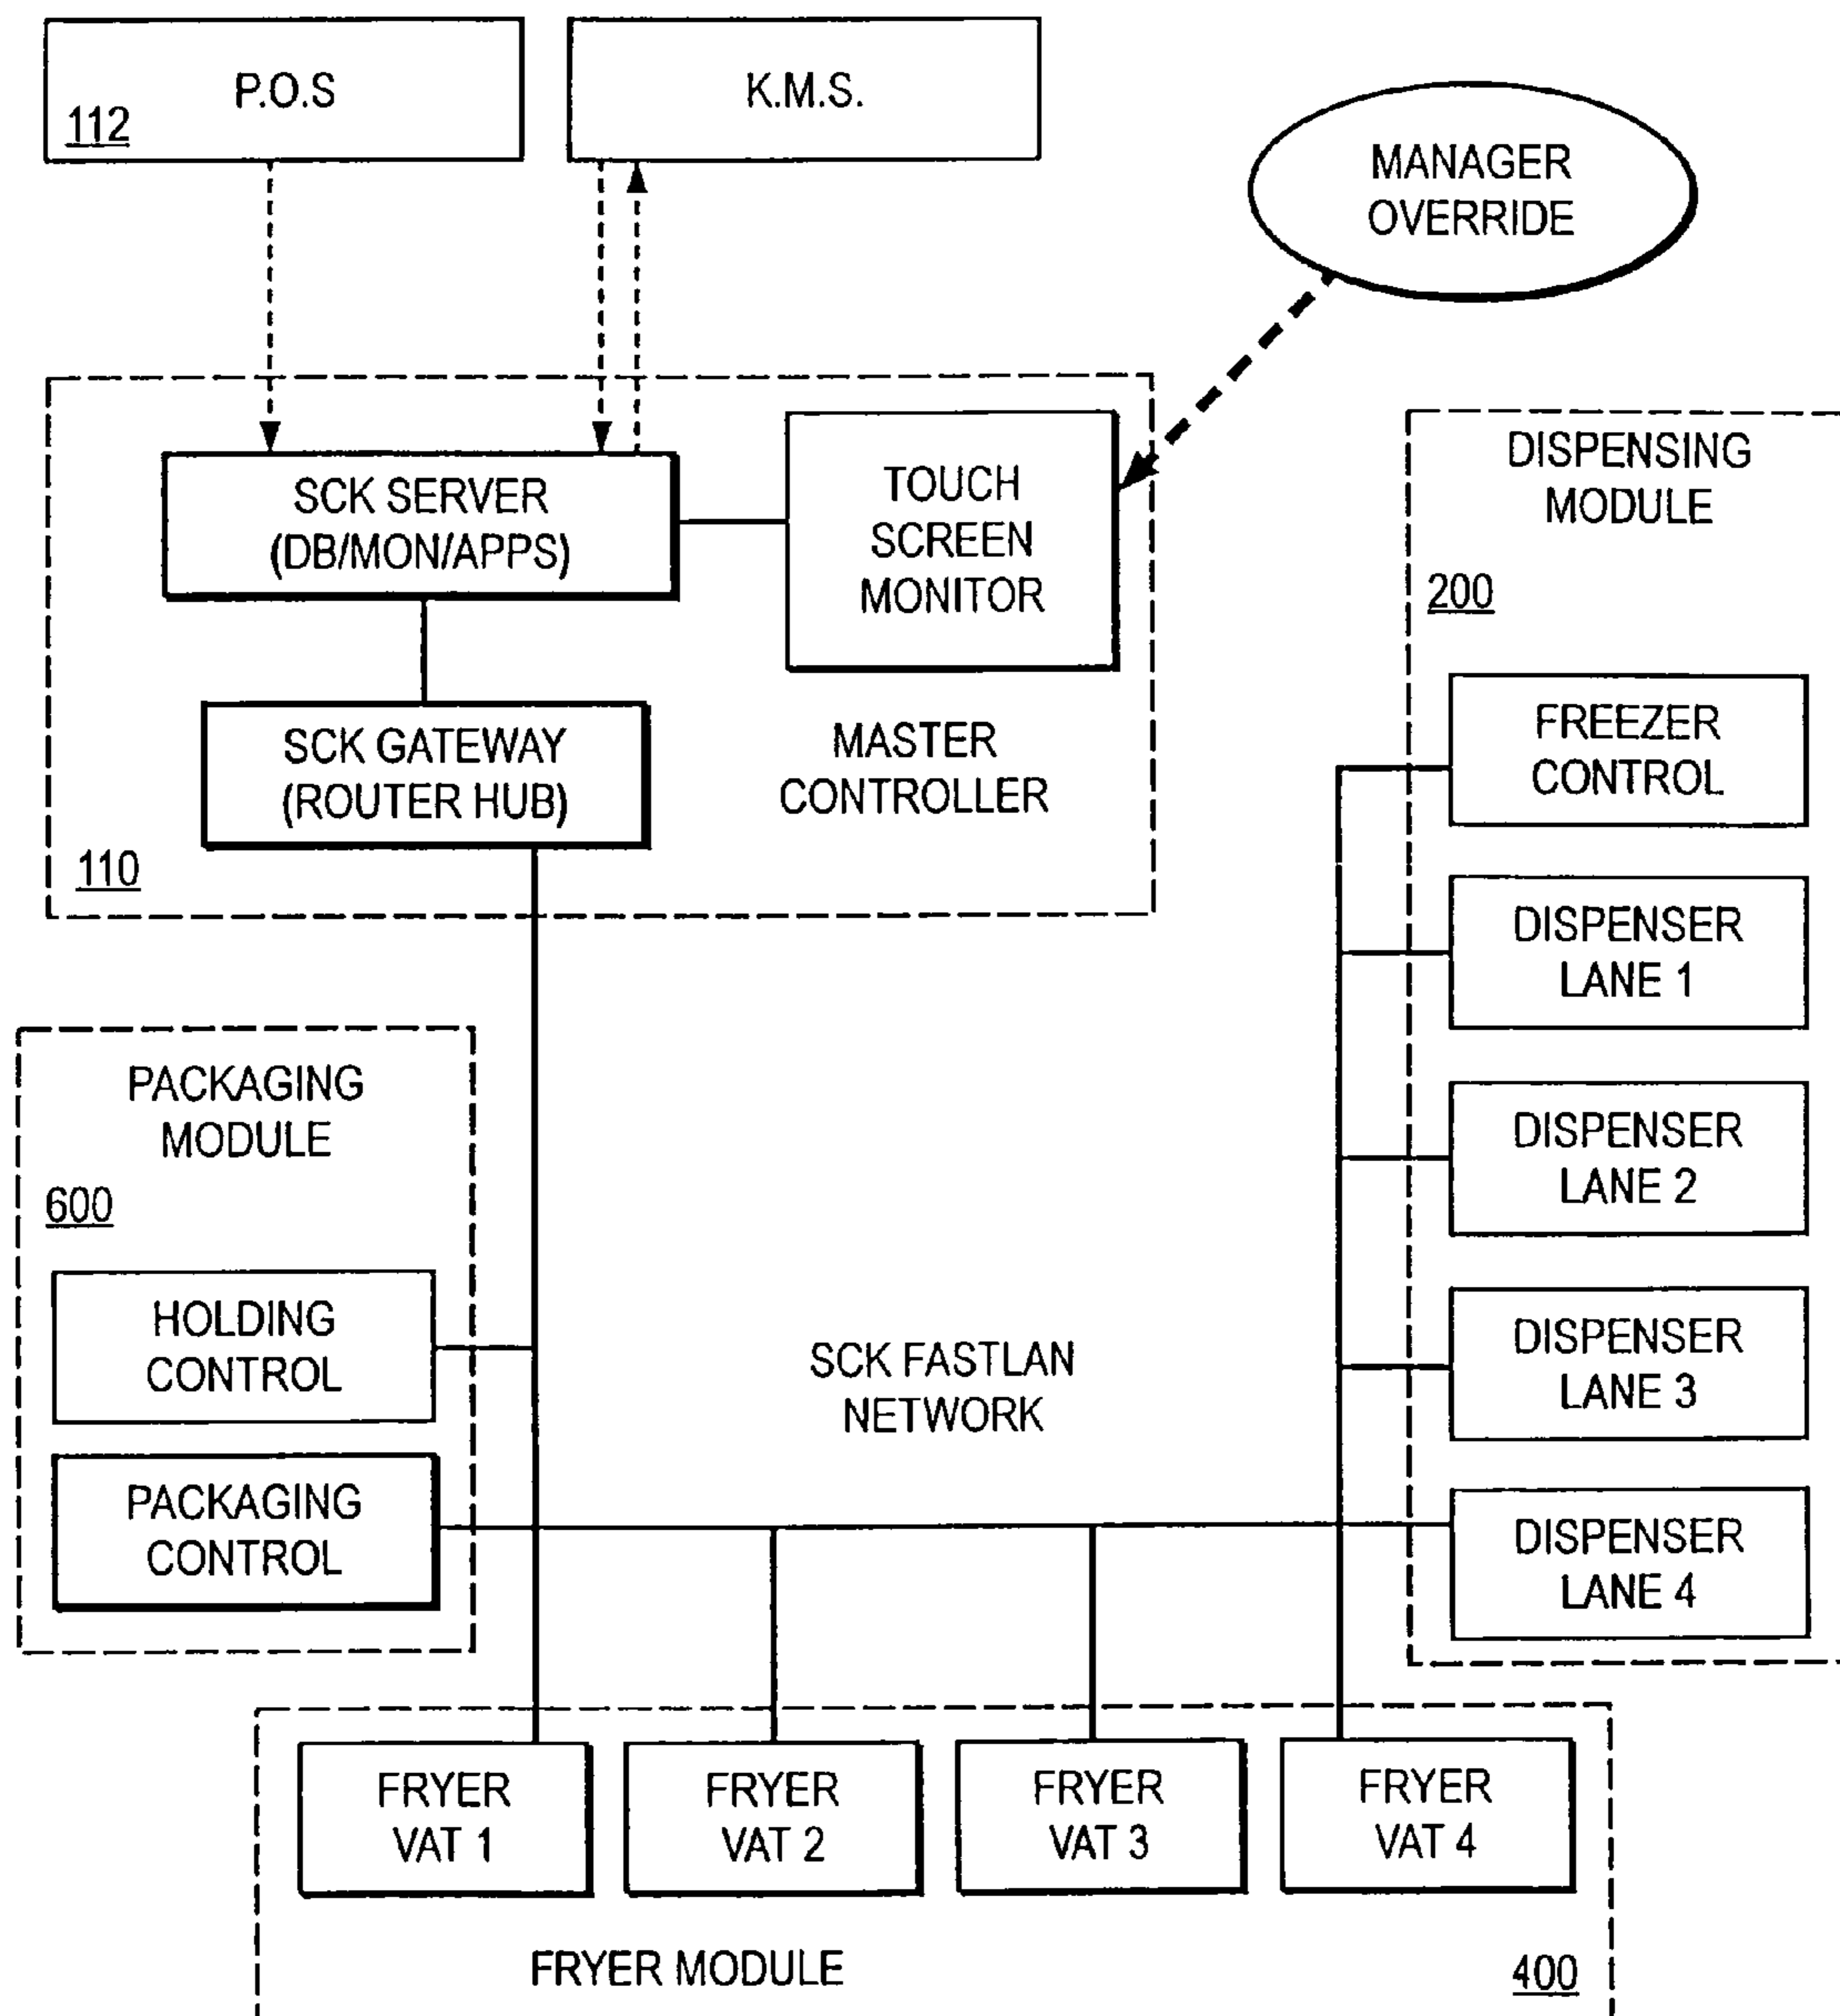 P.O.S
112
K.M.S.
MANAGER
OVERRIDE
SCK SERVER
(DB/MON/APPS)
TOUCH
SCREEN
MONITOR
SCK GATEWAY
(ROUTER HUB)
MASTER
CONTROLLER
110
DISPENSING
MODULE
200
FREEZER
CONTROL
DISPENSER
LANE 1
DISPENSER
LANE 2
DISPENSER
LANE 3
DISPENSER
LANE 4
PACKAGING
MODULE
600
HOLDING
CONTROL
PACKAGING
CONTROL
SCK FASTLAN
NETWORK
FRYER
VAT 1
FRYER
VAT 2
FRYER
VAT 3
FRYER
VAT 4
FRYER MODULE
400